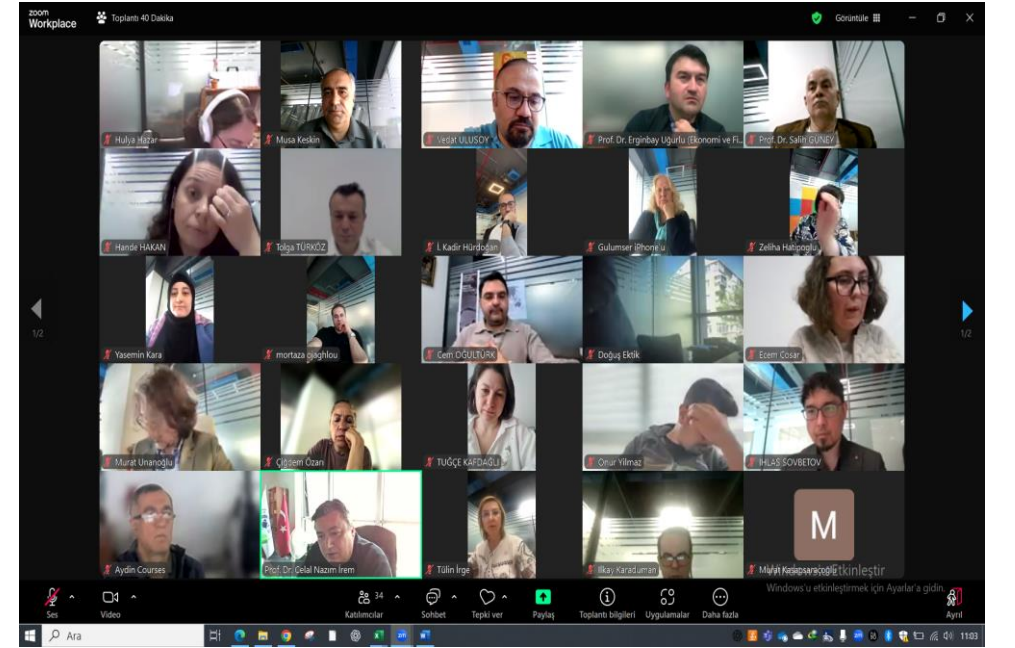 zoom
Workplace
Toplantı 40 Dakika
Görüntüle
Hulya Hazar
Musa Keskin
Vedat ULUSOY
Prof. Dr. Erginbay Uğurlu (Ekonomi ve Fi...
Prof. Dr. Salih GÜNEY
Hande HAKAN
Tolga TÜRKÖZ
İ. Kadir Hürdoğan
Gulumser iPhone'u
Zeliha Hatipoglu
1/2
1/2
Yasemin Kara
mortaza ojaghlou
Cem OĞULTÜRK
Doğuş Ektik
Ecem Cosar
Murat Unanoğlu
Çiğdem Özarı
TUĞÇE KAFDAĞLI
Onur Yilmaz
IHLAS SOVBETOV
M
Aydin Courses
Prof. Dr. Celal Nazım İrem
Tülin İrge
Ilkay Karaduman
Windows'u Etkinleştir
Windows'u etkinleştirmek için Ayarlar'a gidin.
34
Ses
Video
Katılımcılar
Sohbet
Tepki ver
Paylaş
Toplantı bilgileri
Uygulamalar
Daha fazla
Ayrıl
Ara
11:03